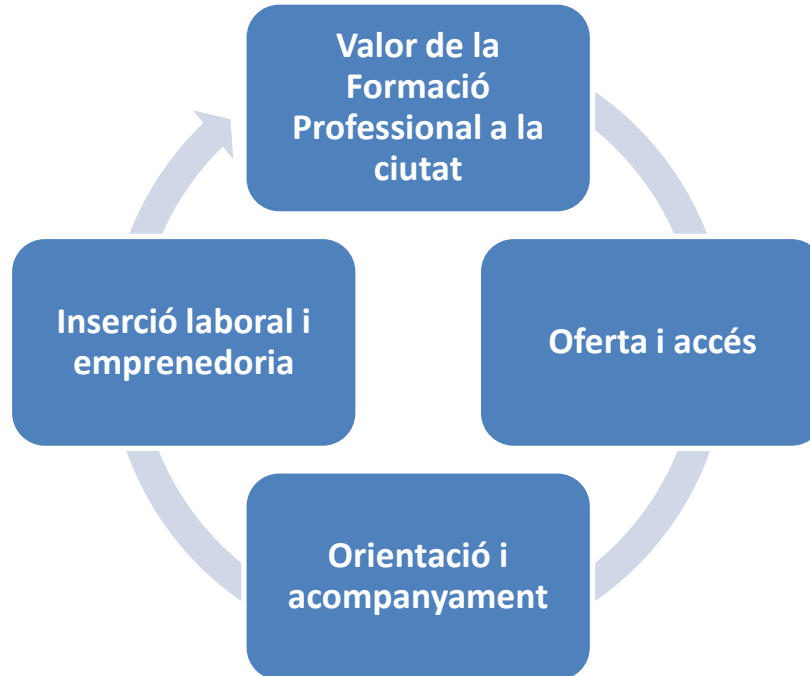 Valor de la
Formació
Professional a la
ciutat
Inserció laboral i
emprenedoria
Oferta i accés
Orientació i
acompanyament